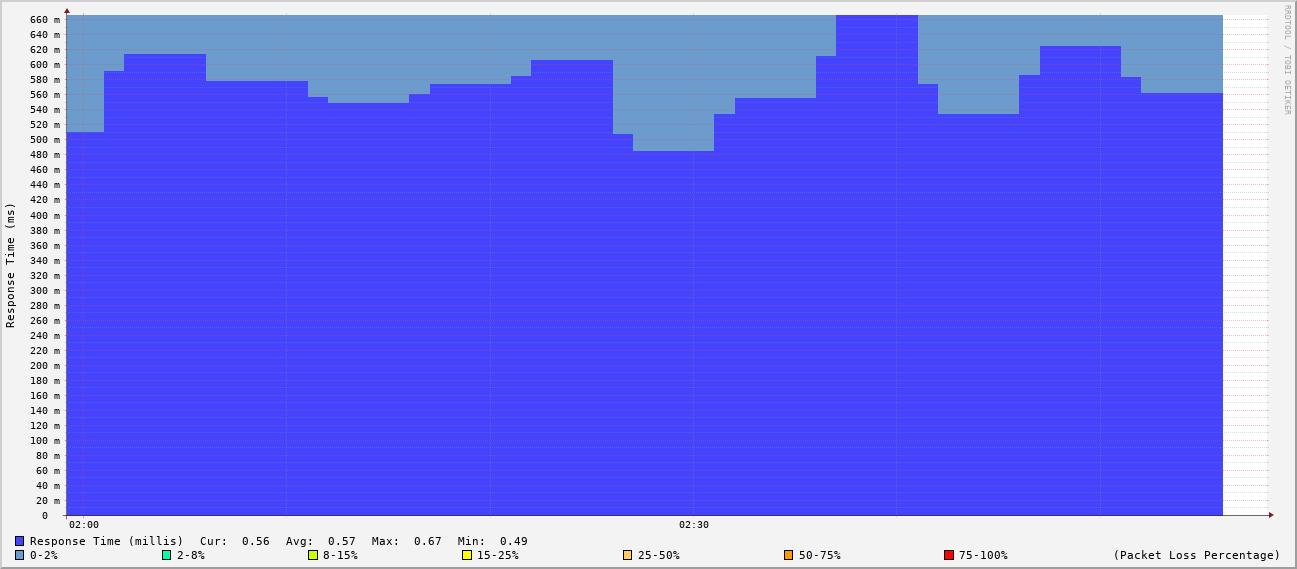 660 m
640 m
620 m
600 m
580 m
560 m
540 m
520 m
500 m
480 m
460 m
440 m
420 m
400 m
380 m
360 m
340 m
320 m
300 m
280 m
260 m
240 m
220 m
200 m
180 m
160 m
140 m
120 m
100 m
80 m
60 m
40 m
20 m
0
Response Time (ms)
RRDTOOL / TOBI OETIKER
02:00 02:30
Response Time (millis) Cur: 0.56 Avg: 0.57 Max: 0.67 Min: 0.49
0-2% 2-8% 8-15% 15-25% 25-50% 50-75% 75-100% (Packet Loss Percentage)